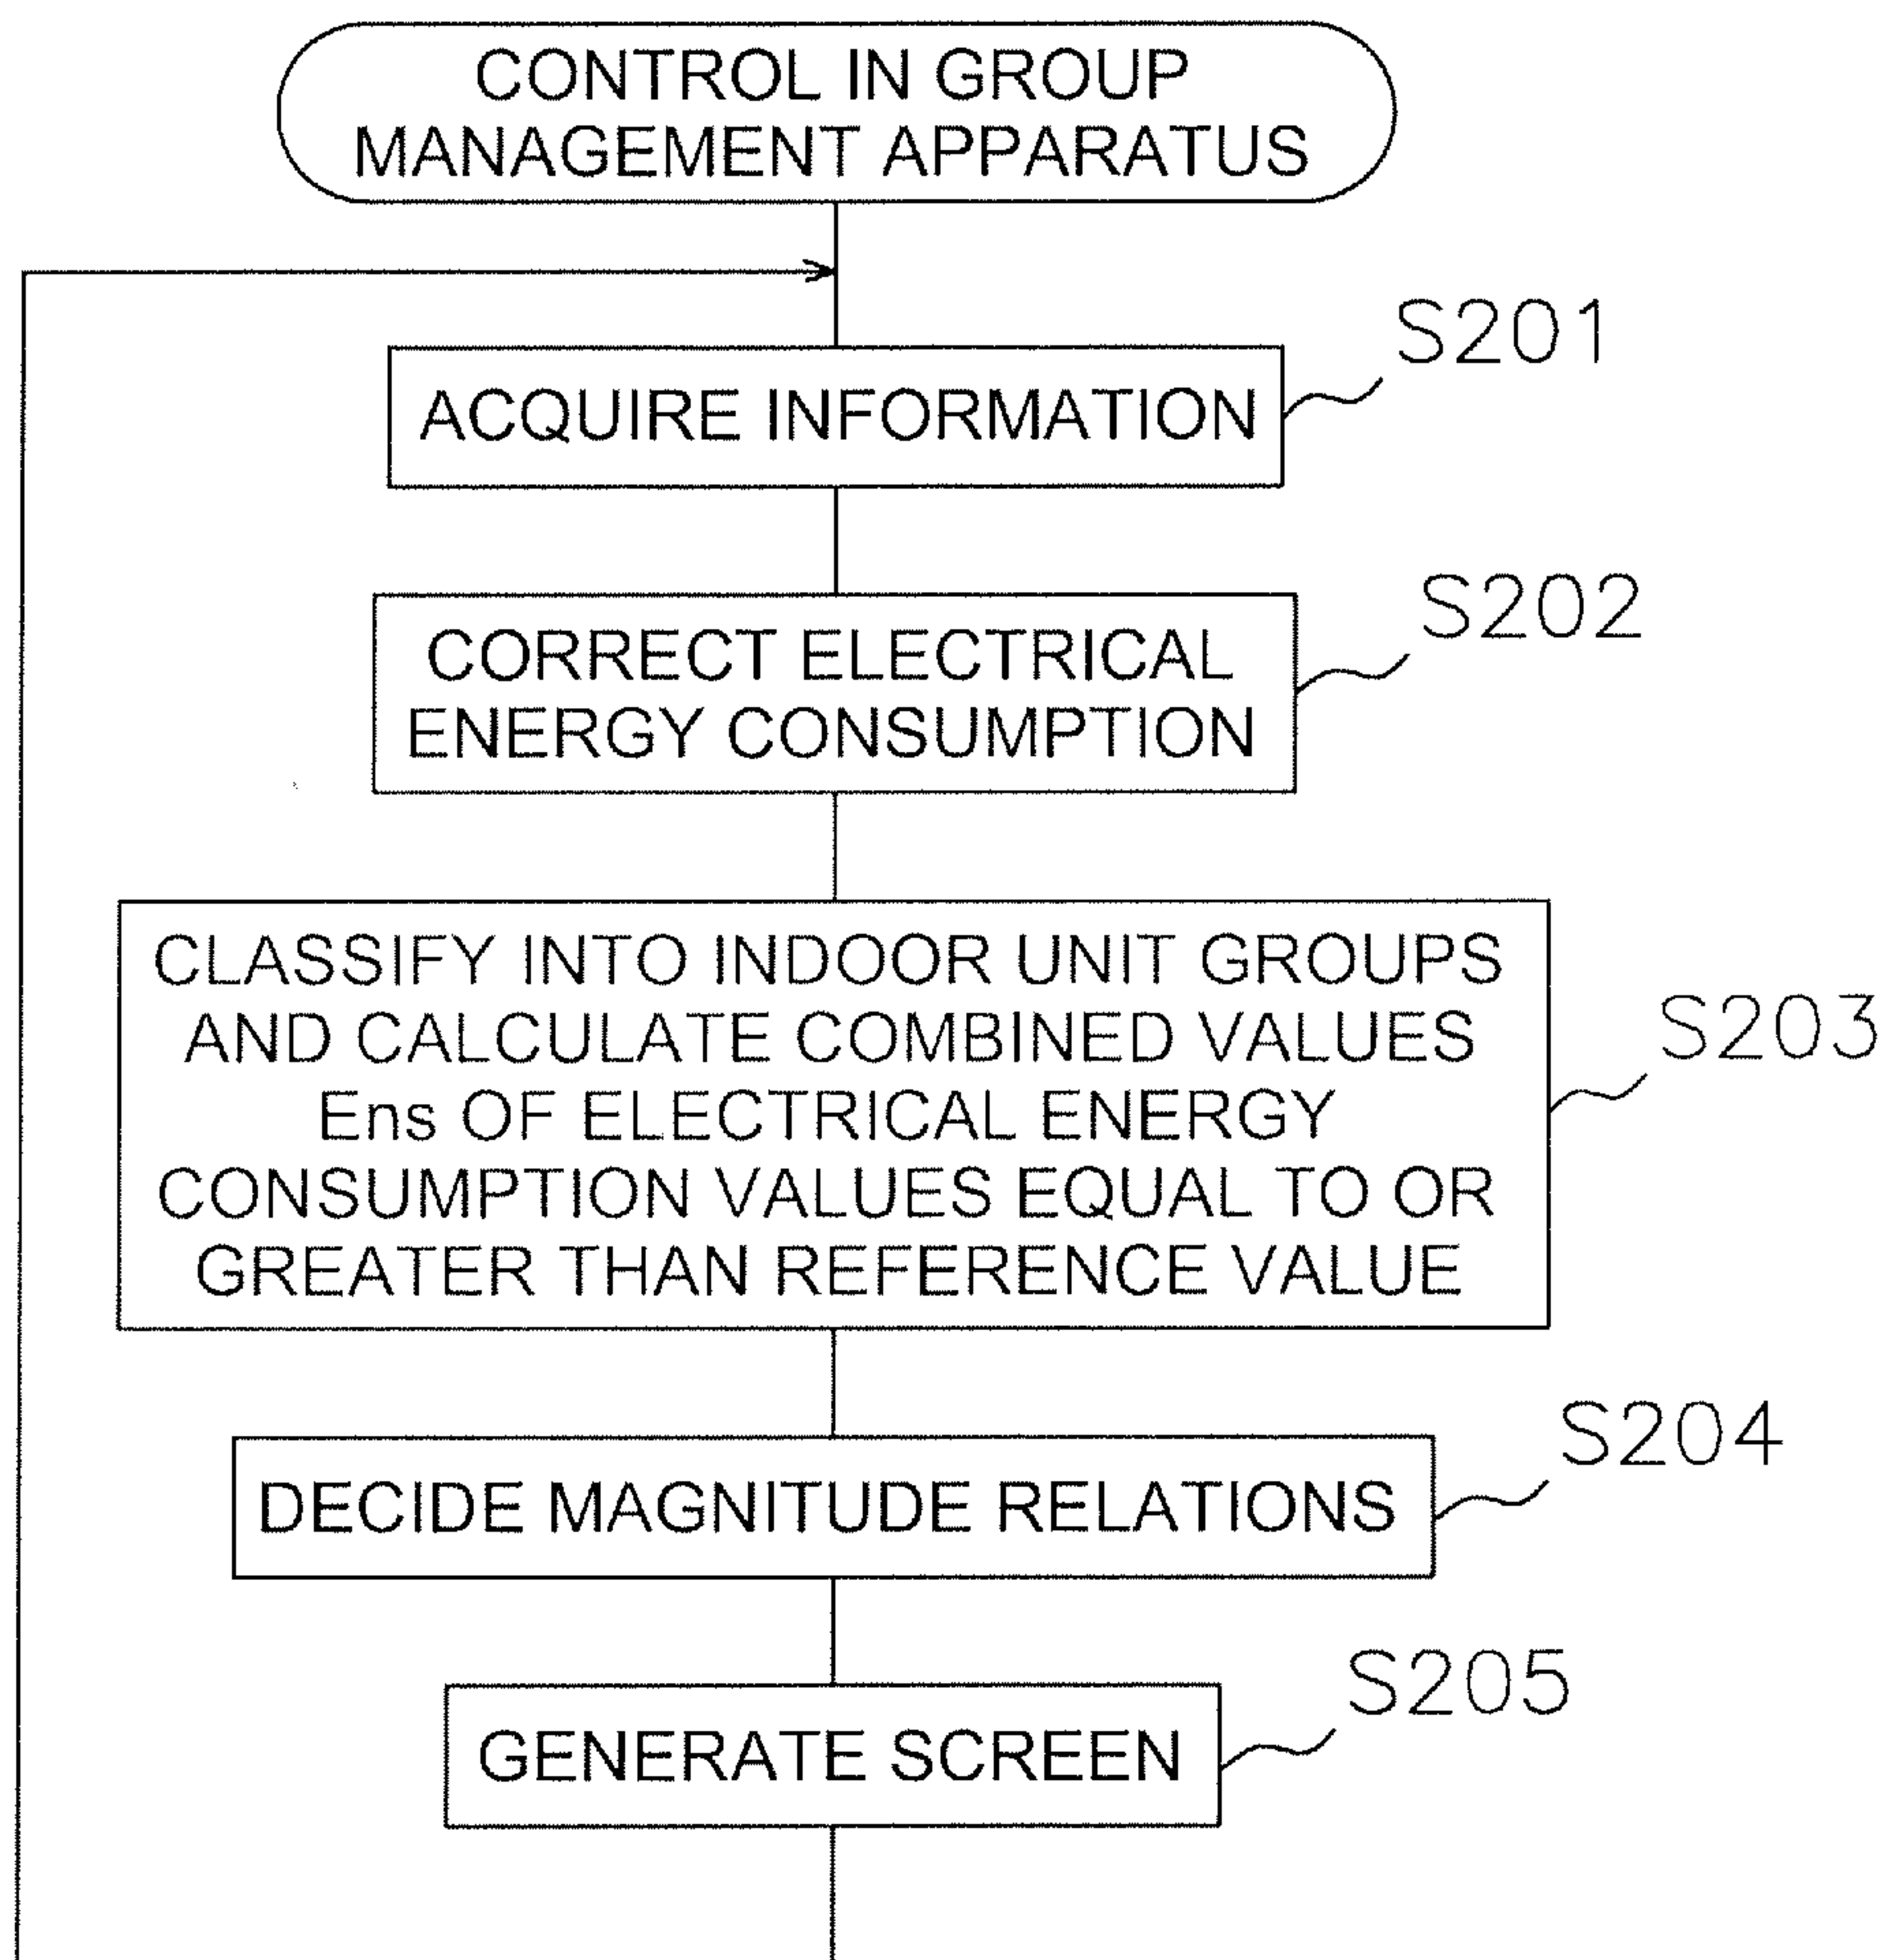 CONTROL IN GROUP
MANAGEMENT APPARATUS
S201
ACQUIRE INFORMATION
S202
CORRECT ELECTRICAL
ENERGY CONSUMPTION
S203
CLASSIFY INTO INDOOR UNIT GROUPS
AND CALCULATE COMBINED VALUES
Ens OF ELECTRICAL ENERGY
CONSUMPTION VALUES EQUAL TO OR
GREATER THAN REFERENCE VALUE
S204
DECIDE MAGNITUDE RELATIONS
S205
GENERATE SCREEN